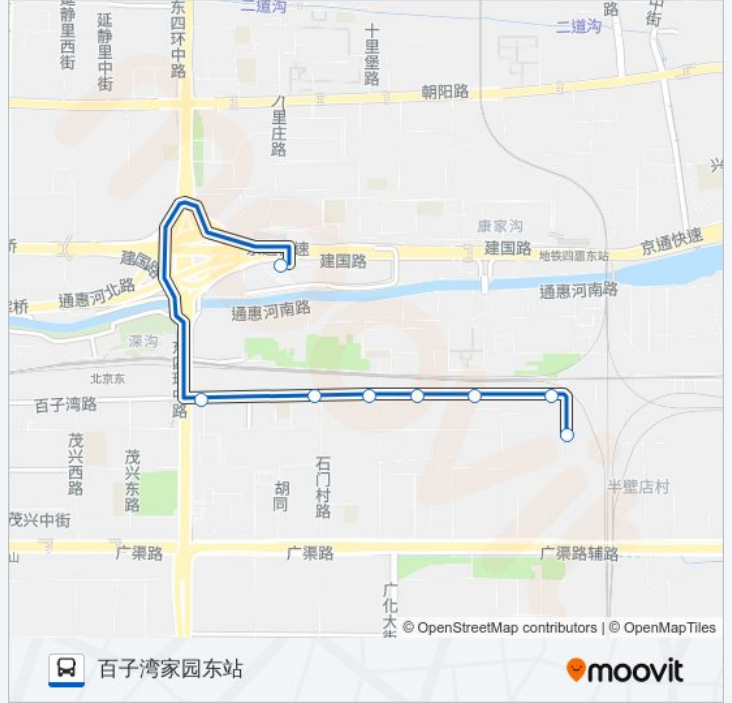 延静里西街
延静里中街
东四环中路
二道沟
十里堡路
二道沟
路
中街
朝阳路
八里庄路
兴
康家沟
桥
建国路
速
建国路
建国路
地铁四惠东站
京通快速
通惠河北路
桥
通惠河南路
通惠河南路
深沟
北京东
百子湾路
茂兴西路
茂兴东路
胡同
石门村路
半壁店村
茂兴中街
山
广渠路
广渠路
广渠路辅路
广化大街
© OpenStreetMap contributors | © OpenMapTiles
百子湾家园东站
moovit